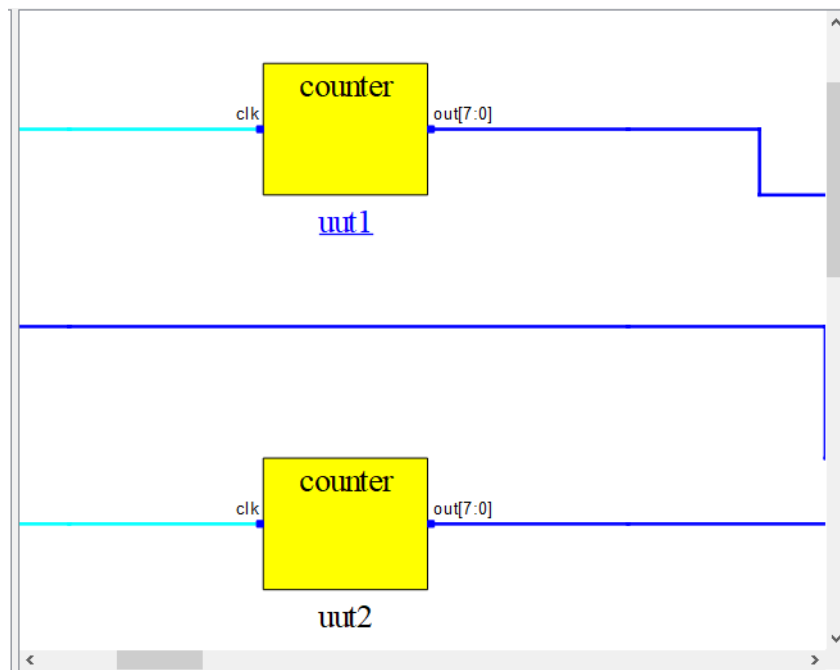 counter
clk
out[7:0]
uut1
counter
clk
out[7:0]
uut2